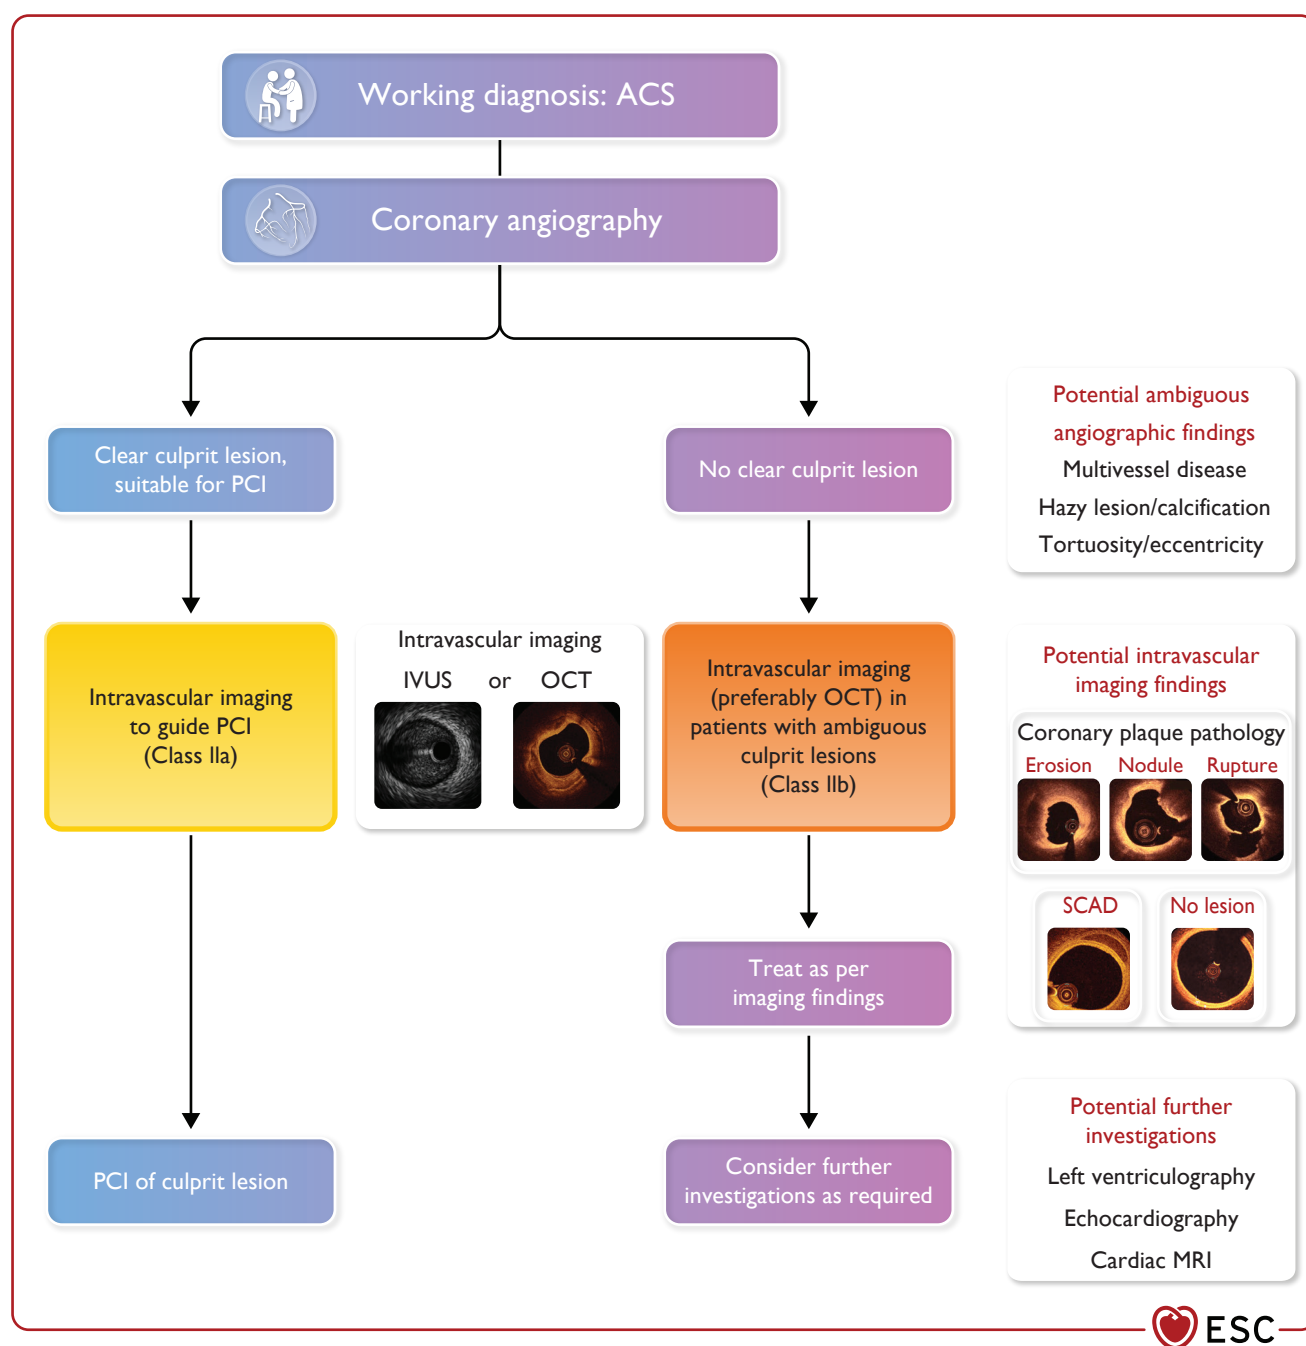 Working diagnosis: ACS
Coronary angiography
Clear culprit lesion,
suitable for PCI
No clear culprit lesion
Potential ambiguous
angiographic findings
Multivessel disease
Hazy lesion/calcification
Tortuosity/eccentricity
Intravascular imaging
to guide PCI
(Class IIa)
Intravascular imaging
IVUS or OCT
Intravascular imaging
(preferably OCT) in
patients with ambiguous
culprit lesions
(Class IIb)
Potential intravascular
imaging findings
Coronary plaque pathology
Erosion Nodule Rupture
SCAD No lesion
Treat as per
imaging findings
PCI of culprit lesion
Consider further
investigations as required
Potential further
investigations
Left ventriculography
Echocardiography
Cardiac MRI
ESC